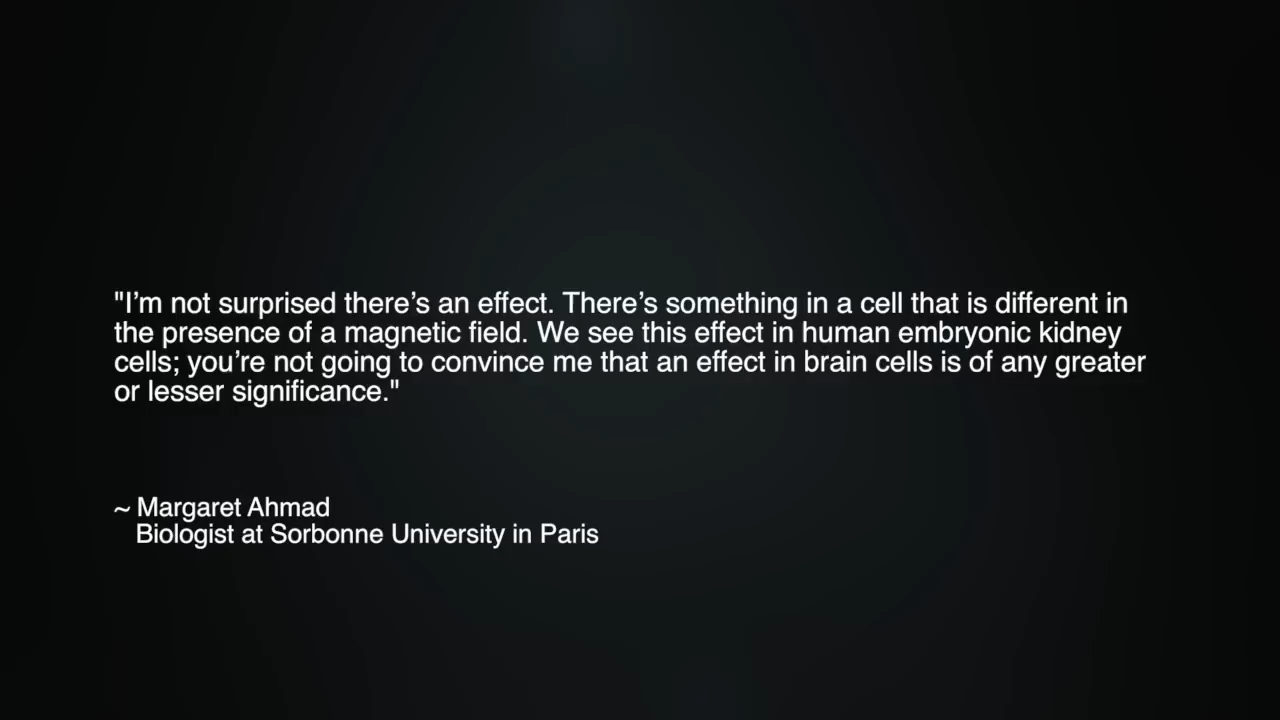 "I’m not surprised there’s an effect. There’s something in a cell that is different in
the presence of a magnetic field. We see this effect in human embryonic kidney
cells; you’re not going to convince me that an effect in brain cells is of any greater
or lesser significance."
~ Margaret Ahmad
Biologist at Sorbonne University in Paris